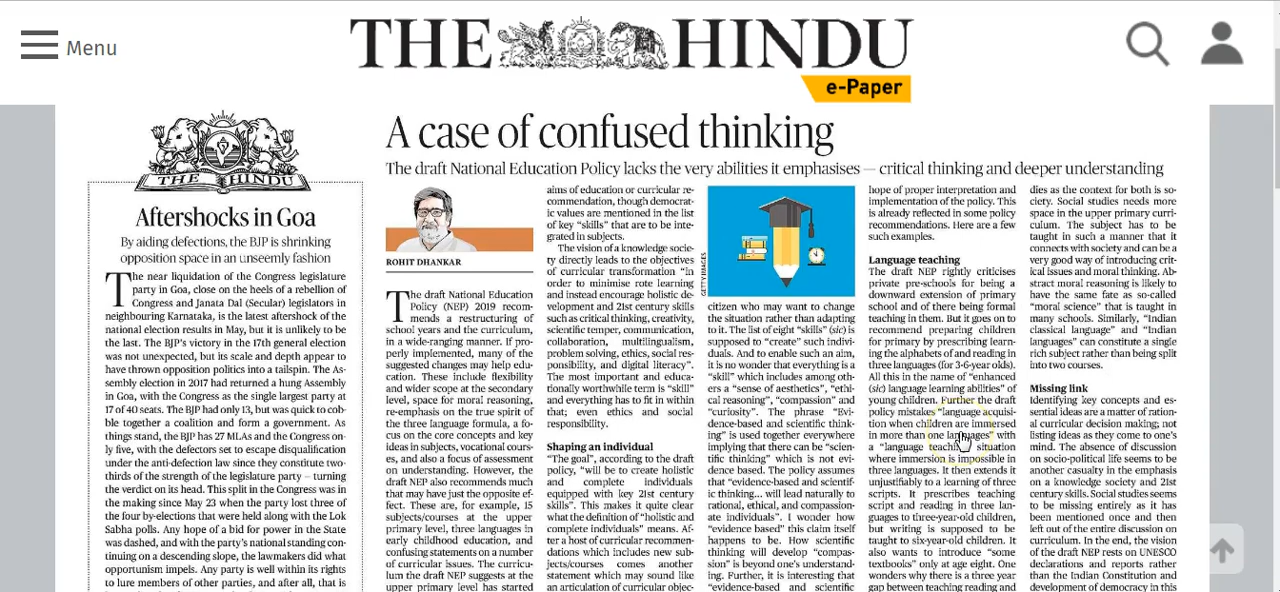 Menu
THE HINDU
e-Paper
THE HINDU
Aftershocks in Goa
By aiding defections, the BJP is shrinking
opposition space in an unseemly fashion
The near liquidation of the Congress legislature
party in Goa, close on the heels of a rebellion of
Congress and Janata Dal (Secular) legislators in
neighbouring Karnataka, is the latest aftershock of the
national election results in May, but it is unlikely to be
the last. The BJP's victory in the 17th general election
was not unexpected, but its scale and depth appear to
have thrown opposition politics into a tailspin. The As-
sembly election in 2017 had returned a hung Assembly
in Goa, with the Congress as the single largest party at
17 of 40 seats. The BJP had only 13, but was quick to cob-
ble together a coalition and form a government. As
things stand, the BJP has 27 MLAs and the Congress on-
ly five, with the defectors set to escape disqualification
under the anti-defection law since they constitute two-
thirds of the strength of the legislature party – turning
the verdict on its head. This split in the Congress was in
the making since May 23 when the party lost three of
the four by-elections that were held along with the Lok
Sabha polls. Any hope of a bid for power in the State
was dashed, and with the party's national standing con-
tinuing on a descending slope, the lawmakers did what
opportunism impels. Any party is well within its rights
to lure members of other parties, and after all, that is
A case of confused thinking
The draft National Education Policy lacks the very abilities it emphasises — critical thinking and deeper understanding
ROHIT DHANKAR
The draft National Education
Policy (NEP) 2019 recom-
mends a restructuring of
school years and the curriculum,
in a wide-ranging manner. If pro-
perly implemented, many of the
suggested changes may help edu-
cation. These include flexibility
and wider scope at the secondary
level, space for moral reasoning,
re-emphasis on the true spirit of
the three language formula, a fo-
cus on the core concepts and key
ideas in subjects, vocational cours-
es, and also a focus of assessment
on understanding. However, the
draft NEP also recommends much
that may have just the opposite ef-
fect. These are, for example, 15
subjects/courses at the upper
primary level, three languages in
early childhood education, and
confusing statements on a number
of curricular issues. The curricu-
lum the draft NEP suggests at the
upper primary level has started
aims of education or curricular re-
commendation, though democrat-
ic values are mentioned in the list
of key “skills” that are to be inte-
grated in subjects.
The vision of a knowledge socie-
ty directly leads to the objectives
of curricular transformation “in
order to minimise rote learning
and instead encourage holistic de-
velopment and 21st century skills
such as critical thinking, creativity,
scientific temper, communication,
collaboration, multilingualism,
problem solving, ethics, social res-
ponsibility, and digital literacy”.
The most important and educa-
tionally worthwhile term is “skill”
and everything has to fit in within
that; even ethics and social
responsibility.
Shaping an individual
“The goal”, according to the draft
policy, “will be to create holistic
and complete individuals
equipped with key 21st century
skills”. This makes it quite clear
what the definition of “holistic and
complete individuals” means. Af-
ter a host of curricular recommen-
dations which includes new sub-
jects/courses comes another
statement which may sound like
an articulation of curricular objec-
GETTY IMAGES
citizen who may want to change
the situation rather than adapting
to it. The list of eight “skills” (sic) is
supposed to “create” such indivi-
duals. And to enable such an aim,
it is no wonder that everything is a
“skill” which includes among oth-
ers a “sense of aesthetics”, “ethi-
cal reasoning”, “compassion” and
“curiosity”. The phrase “Evi-
dence-based and scientific think-
ing” is used together everywhere
implying that there can be “scien-
tific thinking” which is not evi-
dence based. The policy assumes
that “evidence-based and scientif-
ic thinking... will lead naturally to
rational, ethical, and compassion-
ate individuals”. I wonder how
“evidence based” this claim itself
happens to be. How scientific
thinking will develop “compas-
sion” is beyond one's understand-
ing. Further, it is interesting that
“evidence-based and scientific
hope of proper interpretation and
implementation of the policy. This
is already reflected in some policy
recommendations. Here are a few
such examples.
Language teaching
The draft NEP rightly criticises
private pre-schools for being a
downward extension of primary
school and of there being formal
teaching in them. But it goes on to
recommend preparing children
for primary by prescribing learn-
ing the alphabets of and reading in
three languages (for 3-6-year olds).
All this in the name of “enhanced
(sic) language learning abilities” of
young children. Further the draft
policy mistakes “language acquisi-
tion when children are immersed
in more than one languages” with
a “language teaching” situation
where immersion is impossible in
three languages. It then extends it
unjustifiably to a learning of three
scripts. It prescribes teaching
script and reading in three lan-
guages to three-year-old children,
but writing is supposed to be
taught to six-year-old children. It
also wants to introduce “some
textbooks” only at age eight. One
wonders why there is a three year
gap between teaching reading and
dies as the context for both is so-
ciety. Social studies needs more
space in the upper primary curri-
culum. The subject has to be
taught in such a manner that it
connects with society and can be a
very good way of introducing crit-
ical issues and moral thinking. Ab-
stract moral reasoning is likely to
have the same fate as so-called
“moral science” that is taught in
many schools. Similarly, “Indian
classical language” and “Indian
languages” can constitute a single
rich subject rather than being split
into two courses.
Missing link
Identifying key concepts and es-
sential ideas are a matter of ration-
al curricular decision making; not
listing ideas as they come to one's
mind. The absence of discussion
on socio-political life seems to be
another casualty in the emphasis
on a knowledge society and 21st
century skills. Social studies seems
to be missing entirely as it has
been mentioned once and then
left out of the entire discussion on
curriculum. In the end, the vision
of the draft NEP rests on UNESCO
declarations and reports rather
than the Indian Constitution and
development of democracy in this